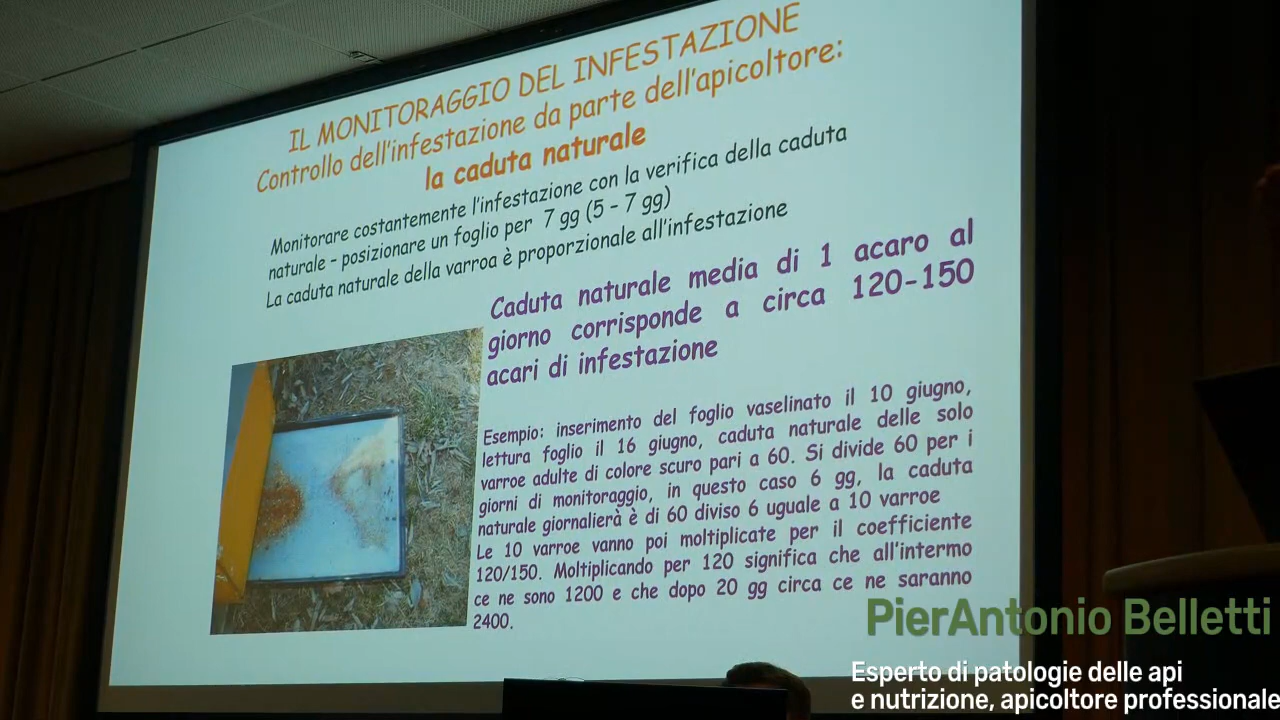 IL MONITORAGGIO DEL INFESTAZIONE
Controllo dell'infestazione da parte dell'apicoltore:
la caduta naturale
Monitorare costantemente l'infestazione con la verifica della caduta
naturale - posizionare un foglio per 7 gg (5 - 7 gg)
La caduta naturale della varroa è proporzionale all'infestazione
Caduta naturale media di 1 acaro al
giorno corrisponde a circa 120-150
acari di infestazione
Esempio: inserimento del foglio vaselinato il 10 giugno,
lettura foglio il 16 giugno, caduta naturale delle solo
varroe adulte di colore scuro pari a 60. Si divide 60 per i
giorni di monitoraggio, in questo caso 6 gg, la caduta
naturale giornalierà è di 60 diviso 6 uguale a 10 varroe
Le 10 varroe vanno poi moltiplicate per il coefficiente
120/150. Moltiplicando per 120 significa che all'intermo
ce ne sono 1200 e che dopo 20 gg circa ce ne saranno
2400.
PierAntonio Belletti
Esperto di patologie delle api
e nutrizione, apicoltore professionale